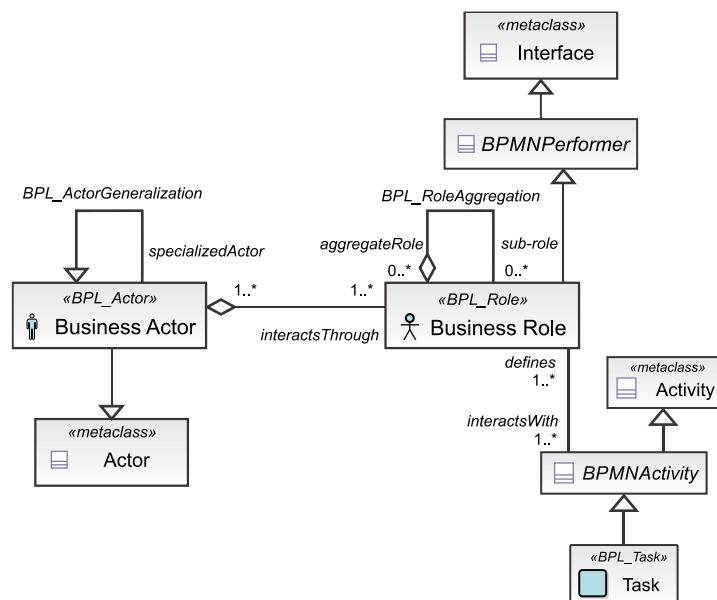 «metaclass»
Interface
BPMNPerformer
BPL_ActorGeneralization
BPL_RoleAggregation
specializedActor
aggregateRole
sub-role
0..*
0..*
«BPL_Actor»
Business Actor
1..*
1..*
«BPL_Role»
Business Role
interactsThrough
defines
1..*
«metaclass»
Activity
«metaclass»
Actor
interactsWith
1..*
BPMNActivity
«BPL_Task»
Task